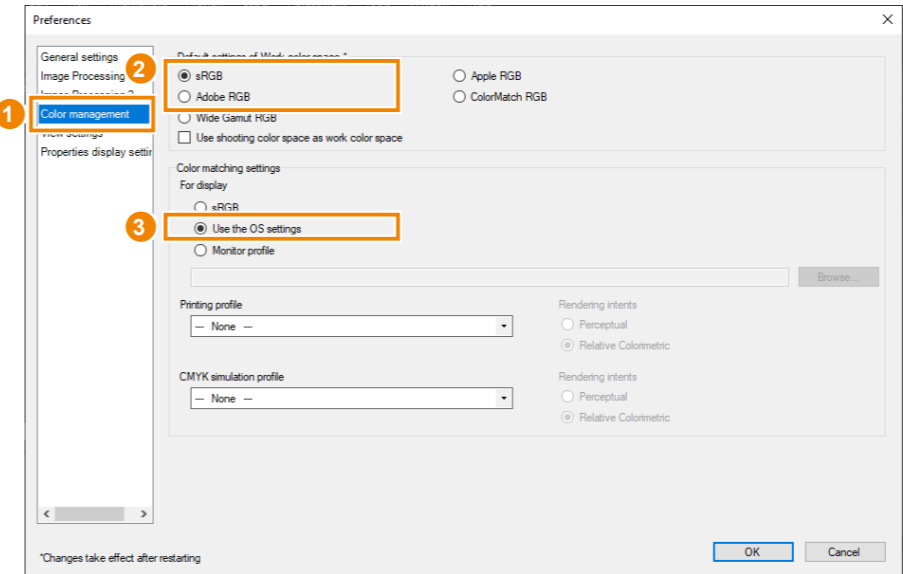 Preferences
General settings
Image Processing
Color management
Properties display settin
2
1
3
Default settings of Work color space *
sRGB
Apple RGB
Adobe RGB
ColorMatch RGB
Wide Gamut RGB
Use shooting color space as work color space
Color matching settings
For display
sRGB
Use the OS settings
Monitor profile
Browse...
Printing profile
Rendering intents
-- None --
Perceptual
Relative Colorimetric
CMYK simulation profile
Rendering intents
-- None --
Perceptual
Relative Colorimetric
*Changes take effect after restarting
OK
Cancel